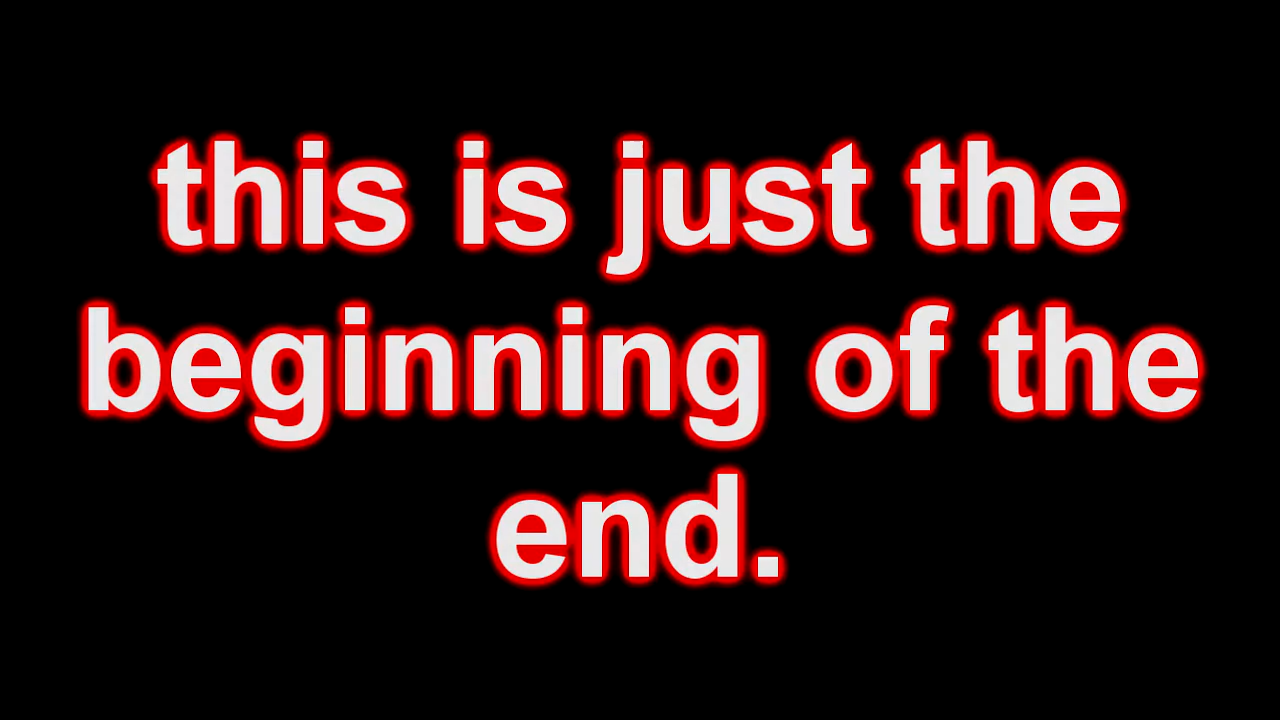 this is just the
beginning of the
end.